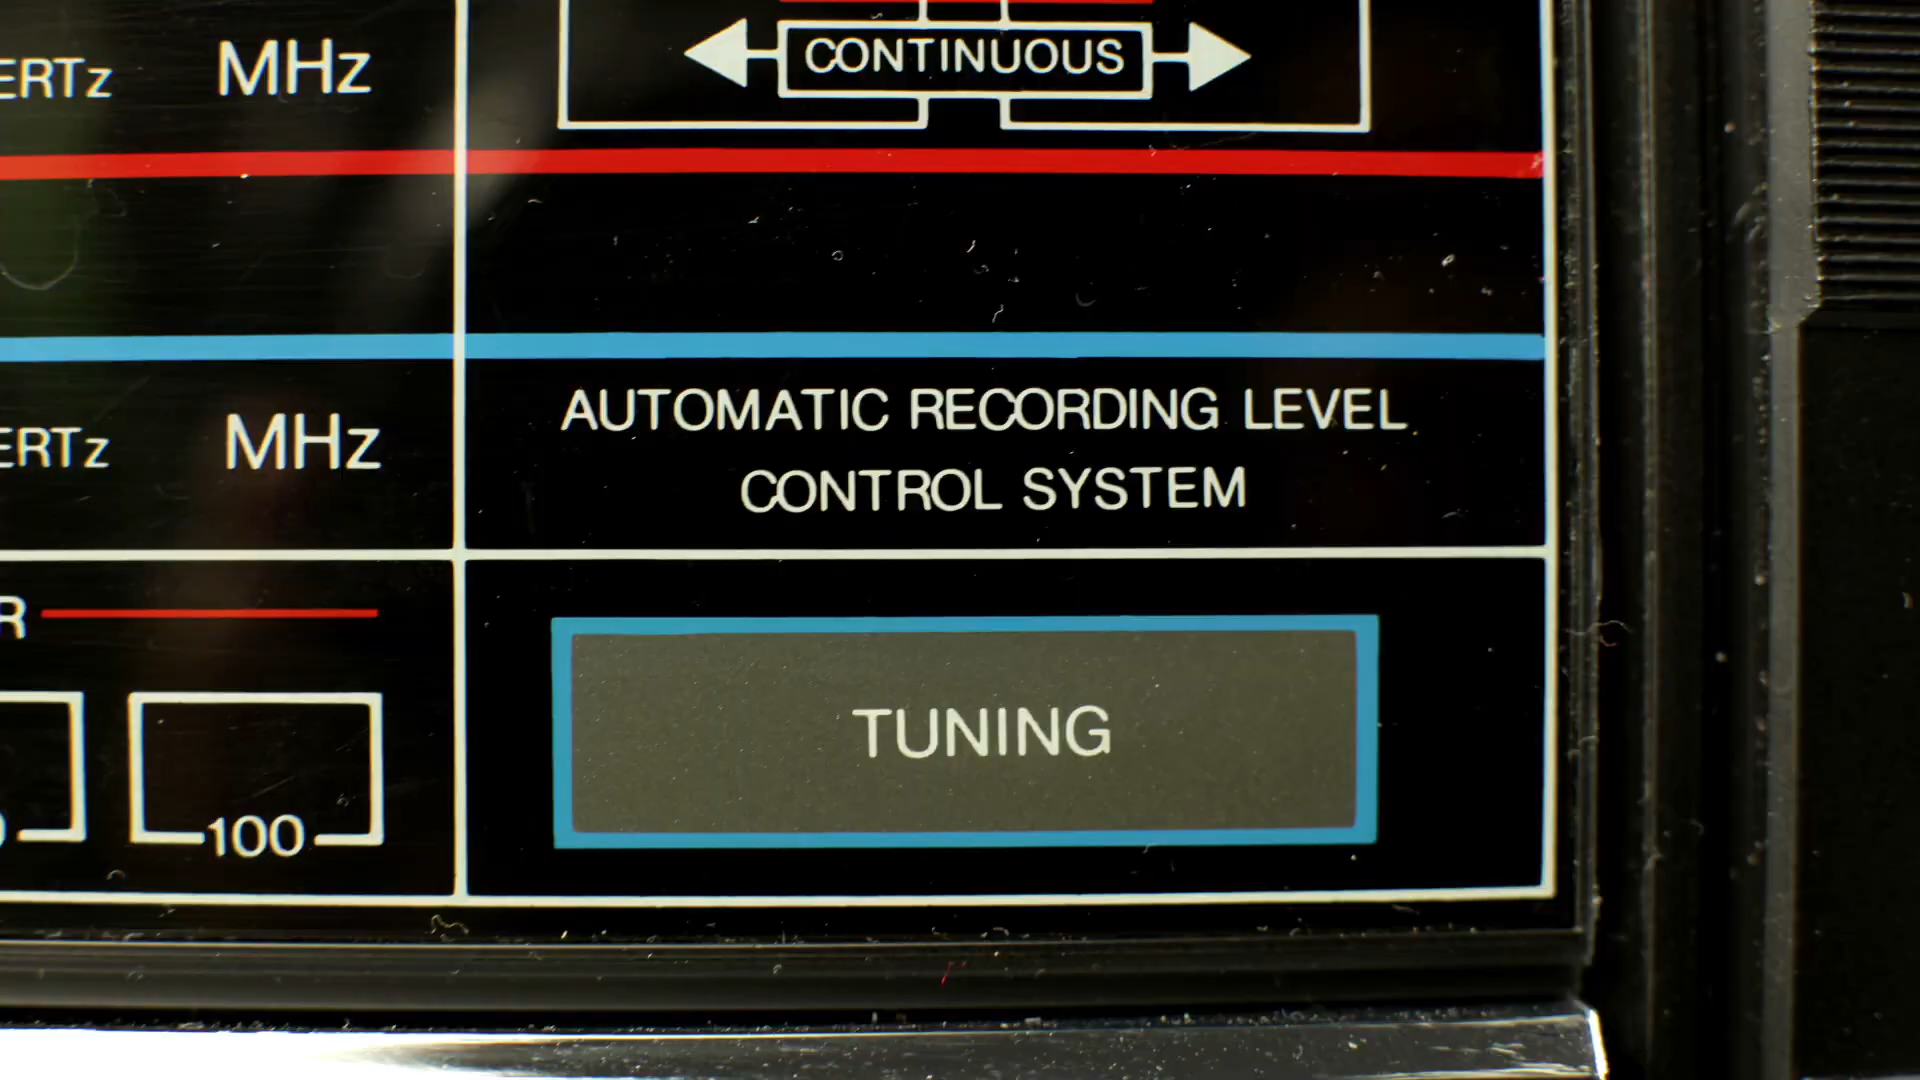 CONTINUOUS
ERTz MHz
AUTOMATIC RECORDING LEVEL
CONTROL SYSTEM
ERTz MHz
R
TUNING
100